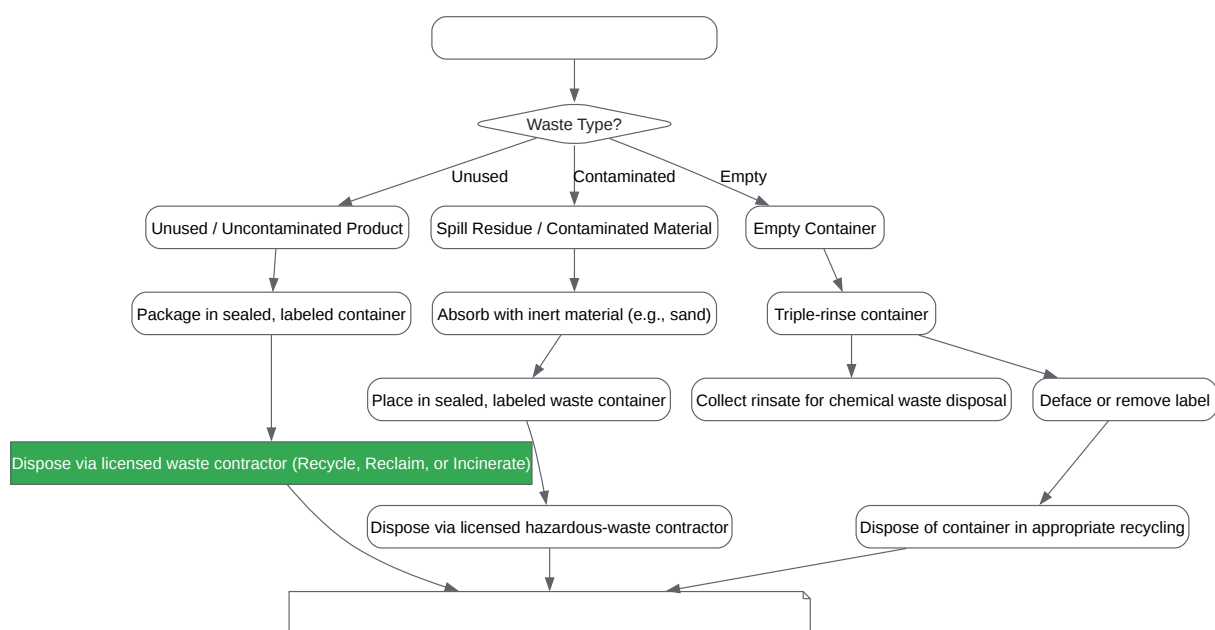 Waste Type?
Unused
Contaminated
Empty
Unused / Uncontaminated Product
Spill Residue / Contaminated Material
Empty Container
Package in sealed, labeled container
Absorb with inert material (e.g., sand)
Triple-rinse container
Place in sealed, labeled waste container
Collect rinsate for chemical waste disposal
Deface or remove label
Dispose via licensed waste contractor (Recycle, Reclaim, or Incinerate)
Dispose via licensed hazardous-waste contractor
Dispose of container in appropriate recycling